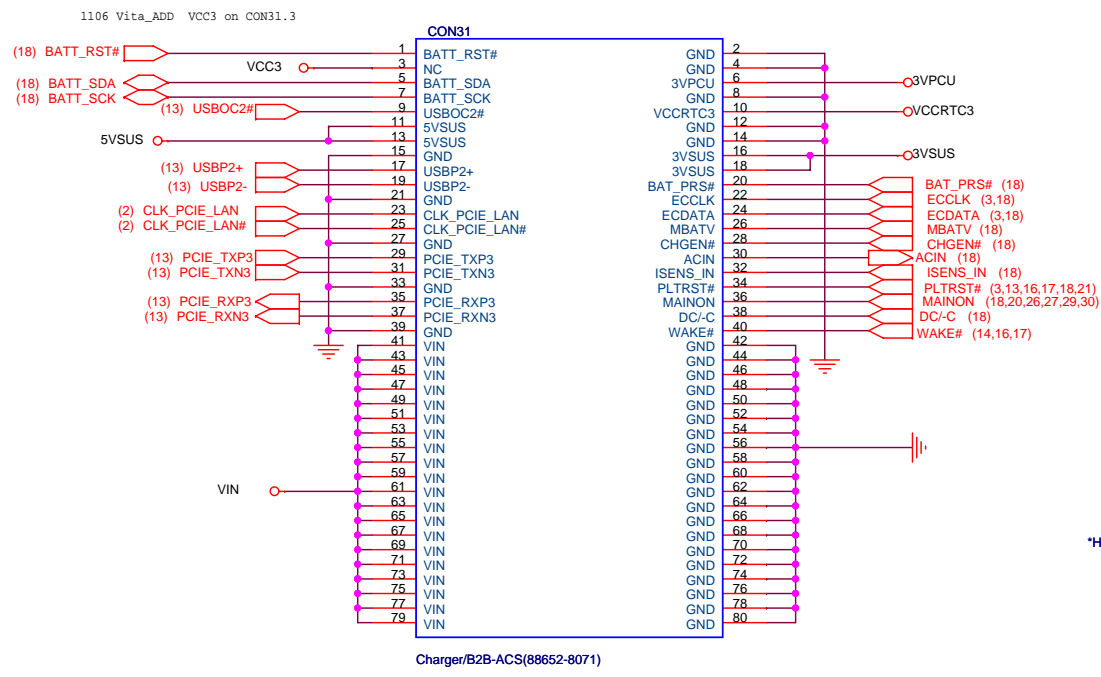 1106 Vita_ADD VCC3 on CON31.3
CON31
(18) BATT_RST# 1 BATT_RST# GND 2
VCC3 3 NC GND 4
(18) BATT_SDA 5 BATT_SDA 3VPCU 6 3VPCU
(18) BATT_SCK 7 BATT_SCK GND 8
(13) USBOC2# 9 USBOC2# VCCRTC3 10 VCCRTC3
11 5VSUS GND 12
5VSUS 13 5VSUS GND 14
15 GND 3VSUS 16 3VSUS
(13) USBP2+ 17 USBP2+ 3VSUS 18
(13) USBP2- 19 USBP2- BAT_PRS# 20 BAT_PRS# (18)
21 GND ECCLK 22 ECCLK (3,18)
(2) CLK_PCIE_LAN 23 CLK_PCIE_LAN ECDATA 24 ECDATA (3,18)
(2) CLK_PCIE_LAN# 25 CLK_PCIE_LAN# MBATV 26 MBATV (18)
27 GND CHGEN# 28 CHGEN# (18)
(13) PCIE_TXP3 29 PCIE_TXP3 ACIN 30 ACIN (18)
(13) PCIE_TXN3 31 PCIE_TXN3 ISENS_IN 32 ISENS_IN (18)
33 GND PLTRST# 34 PLTRST# (3,13,16,17,18,21)
(13) PCIE_RXP3 35 PCIE_RXP3 MAINON 36 MAINON (18,20,26,27,29,30)
(13) PCIE_RXN3 37 PCIE_RXN3 DC/-C 38 DC/-C (18)
39 GND WAKE# 40 WAKE# (14,16,17)
41 VIN GND 42
43 VIN GND 44
45 VIN GND 46
47 VIN GND 48
49 VIN GND 50
51 VIN GND 52
53 VIN GND 54
55 VIN GND 56
57 VIN GND 58
59 VIN GND 60
VIN 61 VIN GND 62
63 VIN GND 64
65 VIN GND 66
67 VIN GND 68
69 VIN GND 70
71 VIN GND 72
73 VIN GND 74
75 VIN GND 76
77 VIN GND 78
79 VIN GND 80
*H
Charger/B2B-ACS(88652-8071)